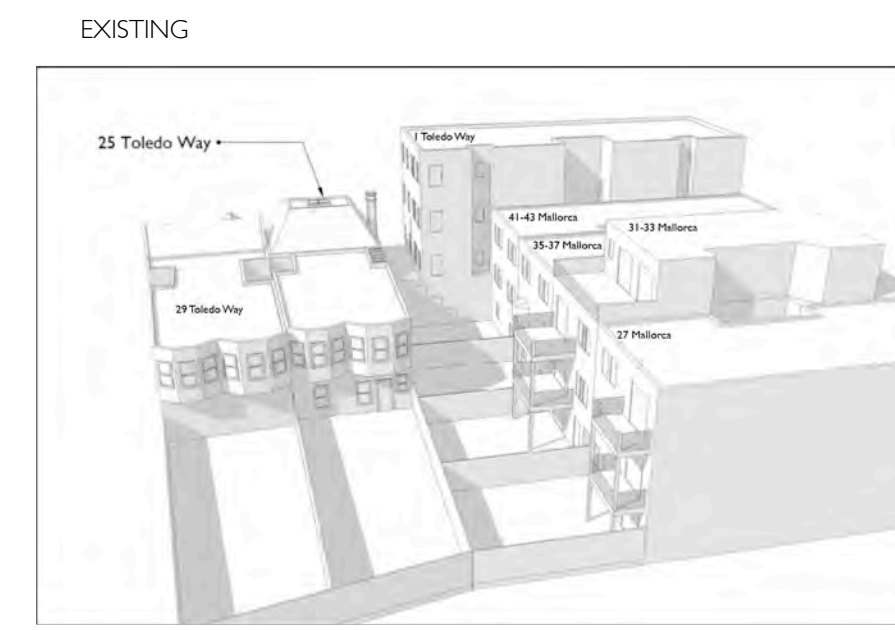 EXISTING
25 Toledo Way
1 Toledo Way
41-43 Mallorca
31-33 Mallorca
35-37 Mallorca
29 Toledo Way
27 Mallorca